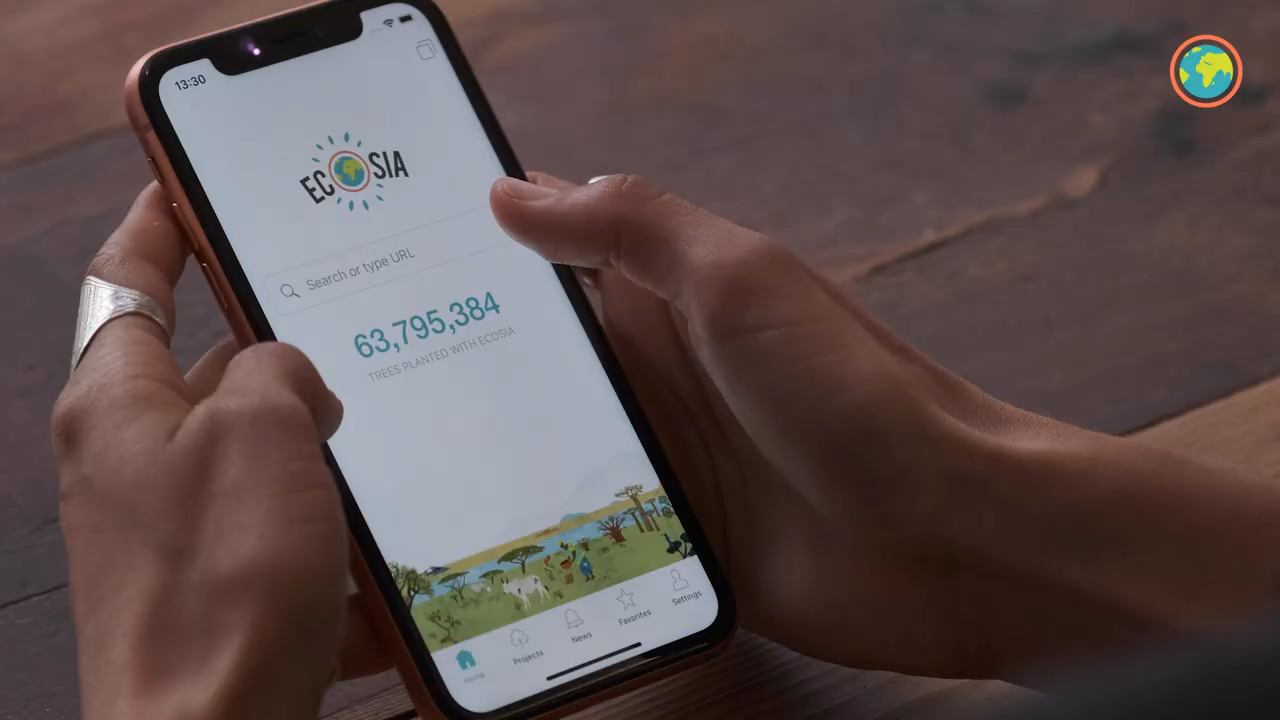 13:30
ECOSIA
Search or type URL
63,795,384
TREES PLANTED WITH ECOSIA
Home
Projects
News
Favorites
Settings